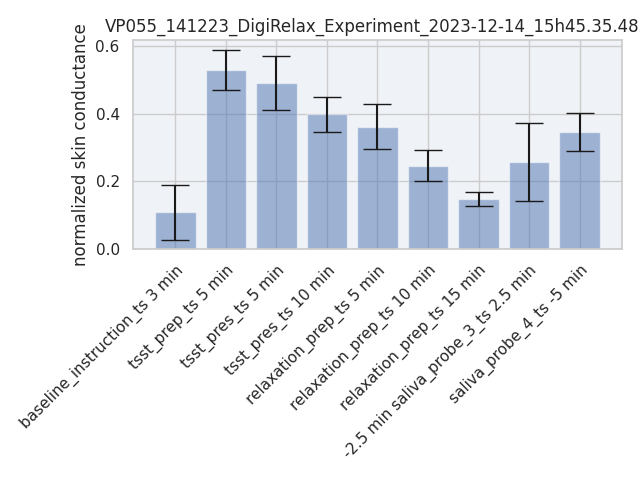 VP055_141223_DigiRelax_Experiment_2023-12-14_15h45.35.48
normalized skin conductance
0.6
0.4
0.2
0.0
baseline_instruction_ts 3 min
tsst_prep_ts 5 min
tsst_pres_ts 5 min
tsst_pres_ts 10 min
relaxation_prep_ts 5 min
relaxation_prep_ts 10 min
relaxation_prep_ts 15 min
-2.5 min saliva_probe_3_ts 2.5 min
saliva_probe_4_ts -5 min